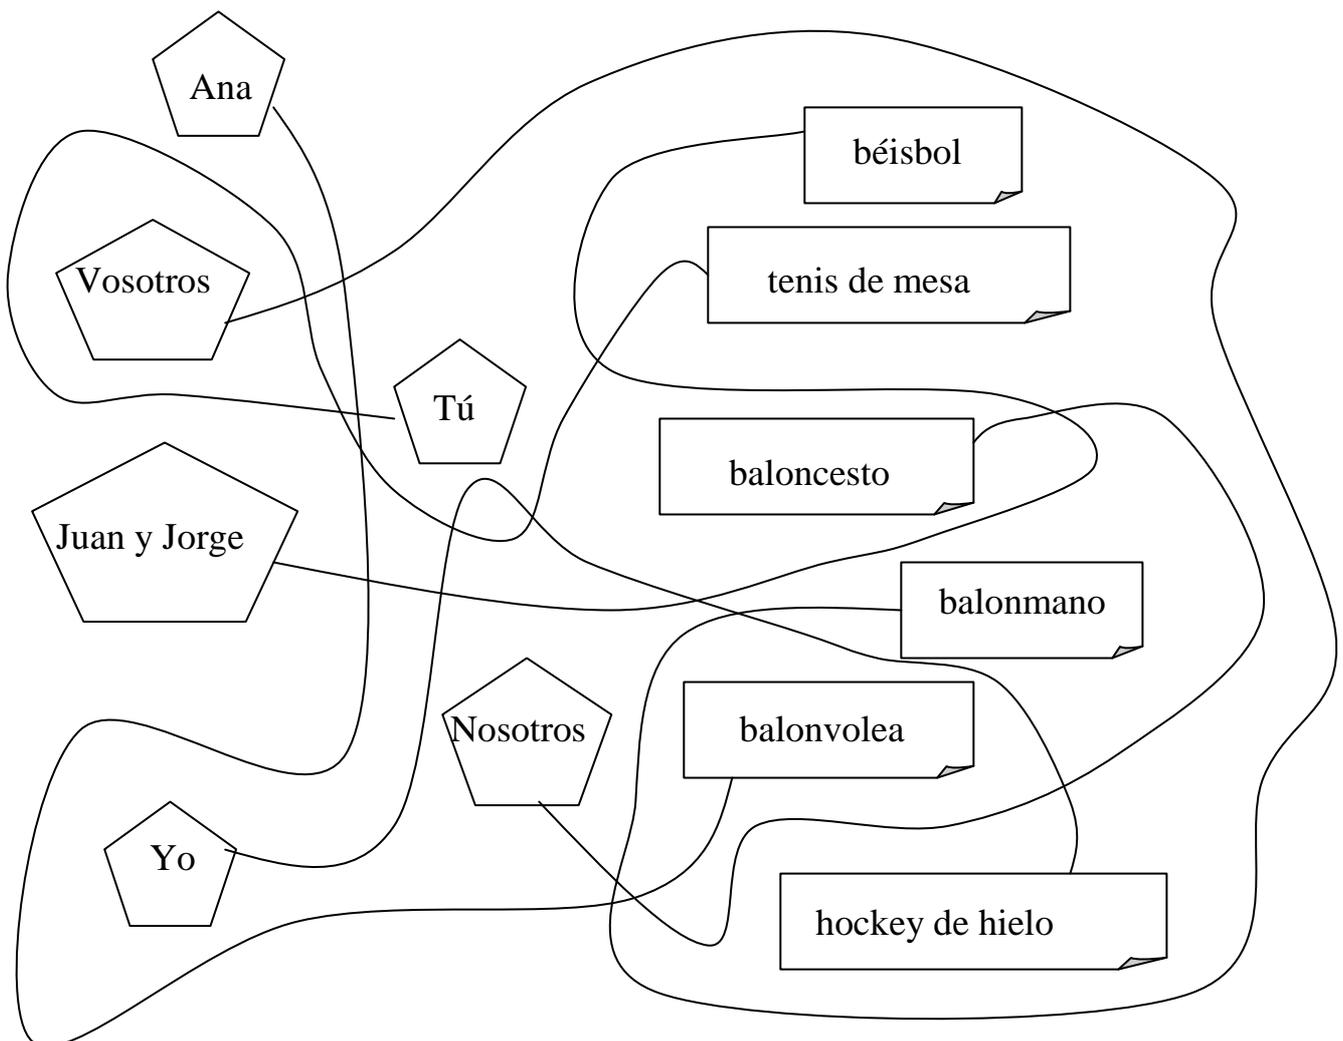 Ana
béisbol
Vosotros
tenis de mesa
Tú
baloncesto
Juan y Jorge
balonmano
Nosotros
balonvolea
Yo
hockey de hielo